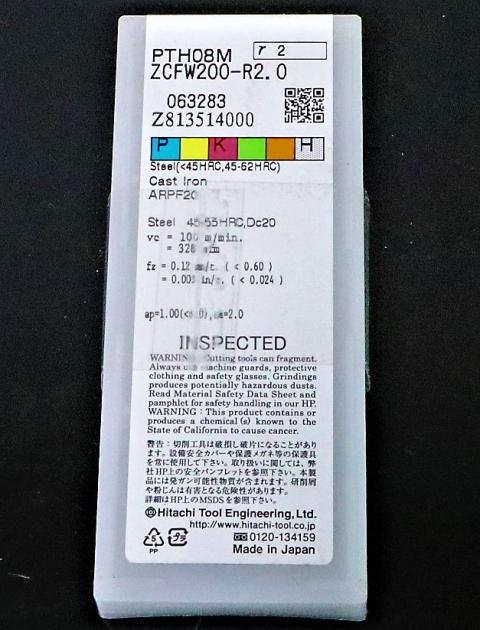 PTH08M
r 2
ZCFW200-R2.0
063283
Z813514000
P K H
Steel(<45HRC,45-62HRC)
Cast Iron
ARPF20
Steel 45-55HRC,Dc20
vc = 100 m/min.
= 328
fz = 0.12 mm/t. ( < 0.60 )
= 0.005 in/t. ( < 0.024 )
ap=1.00(< .0), =2.0
INSPECTED
WARNING: Cutting tools can fragment.
Always use machine guards, protective
clothing and safety glasses. Grindings
produces potentially hazardous dusts.
Read Material Safety Data Sheet and
pamphlet for safety handling in our HP.
WARNING : This product contains or
produces a chemical(s) known to the
State of California to cause cancer.
警告: 切削工具は破損し破片になることがあり
ます。設備安全カバーや保護メガネ等の保護具
を常に使用して下さい。取り扱いに関しては、弊
社HP上の安全パンフレットを参照下さい。本製
品には発ガン可能性物質が含まれます。研削屑
や粉じんは有害となる危険性があります。
詳細はHP上のMSDSを参照下さい。
Hitachi Tool Engineering, Ltd.
http://www.hitachi-tool.co.jp
0120-134159
Made in Japan
5
PP
プラ